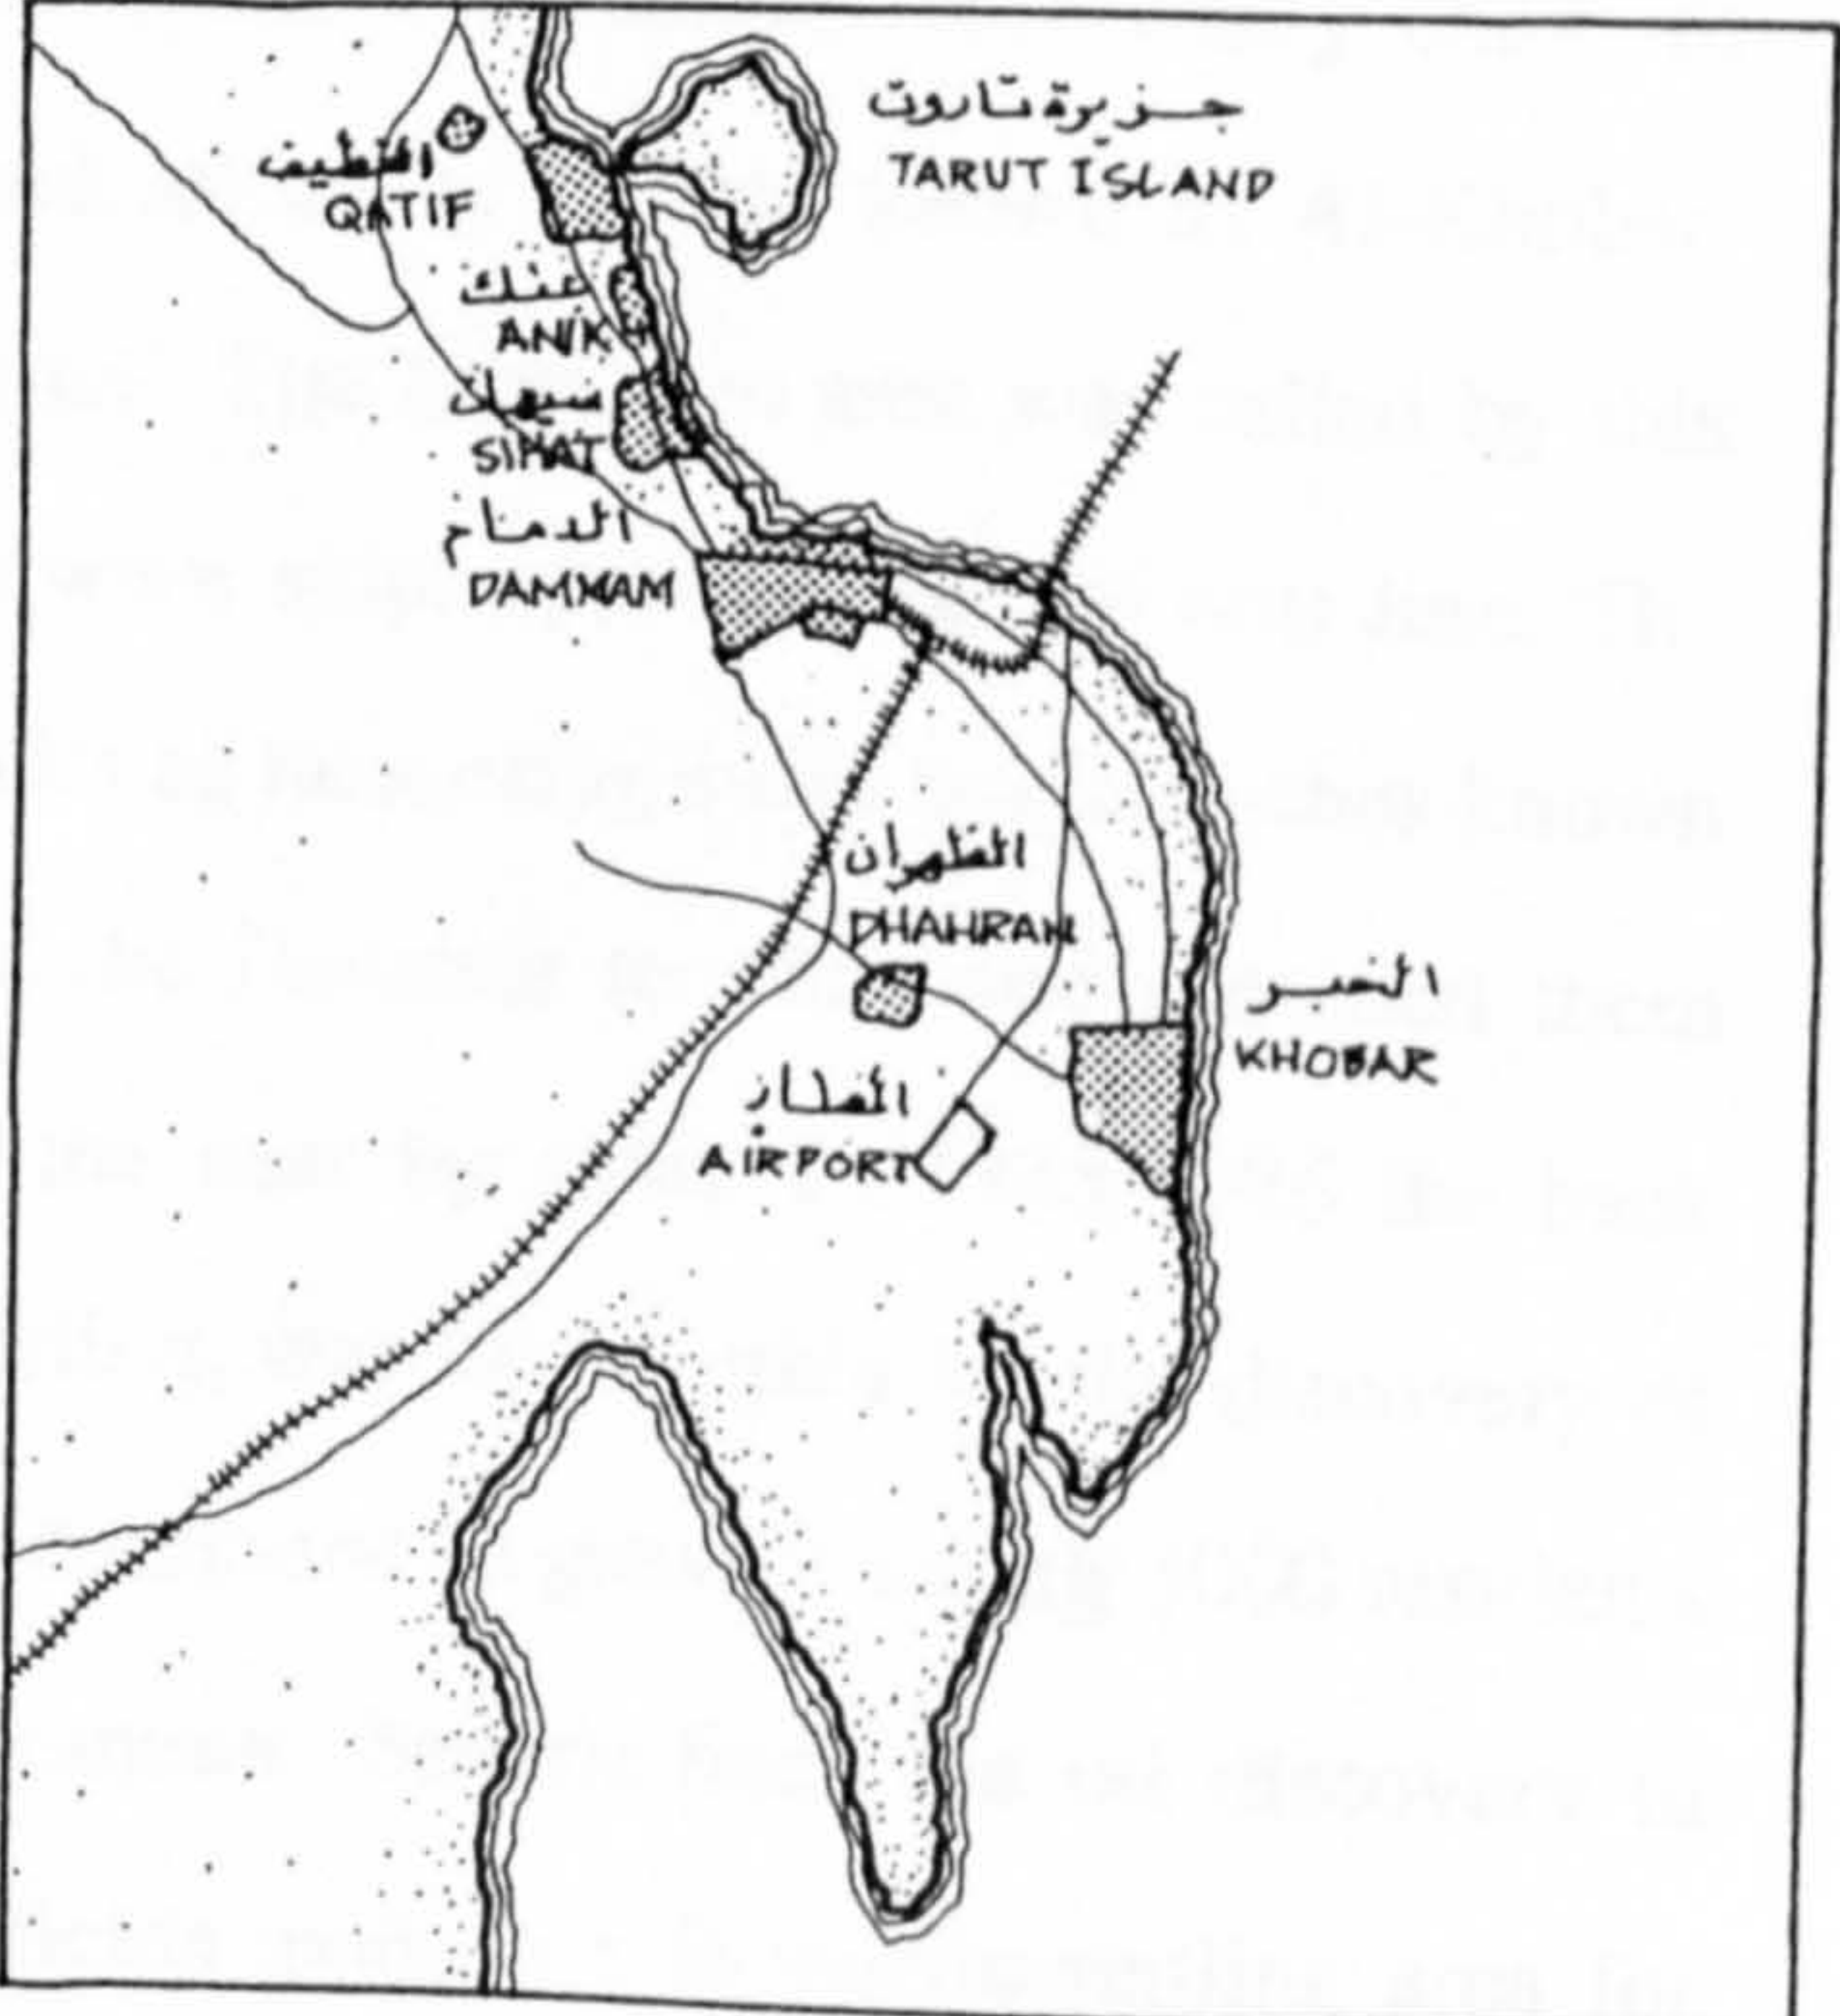 جزيرة تاروت
TARUT ISLAND
القطيف
QATIF
عنك
ANIK
سيهات
SIHAT
الدمام
DAMMAM
الظهران
DHAHRAN
الخبر
KHOBAR
المطار
AIRPORT